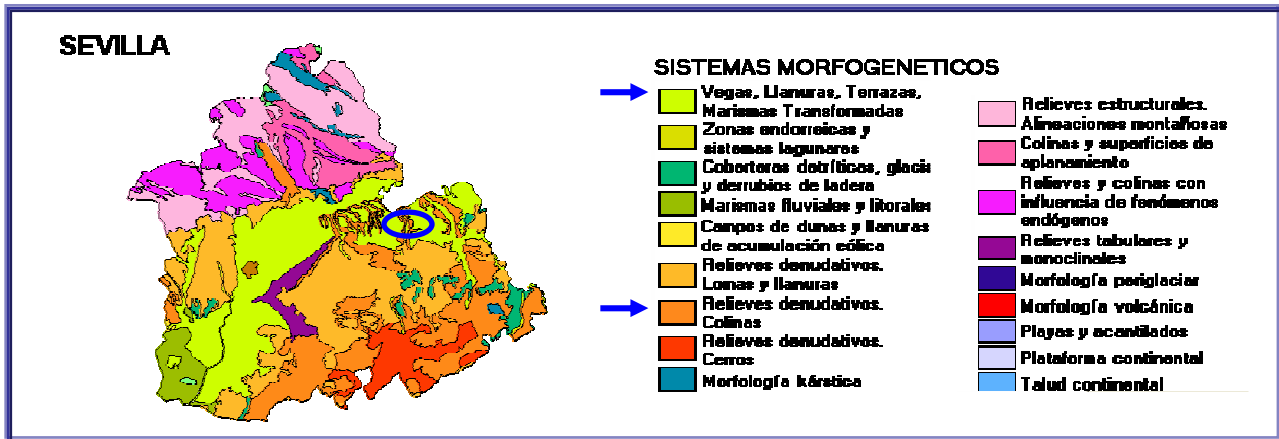 SEVILLA
SISTEMAS MORFOGENETICOS
Vegas, Llanuras, Terrazas,
Marismas Transformadas
Zonas endorreicas y
sistemas lagunares
Coberteras detríticas, glacis
y derrubios de ladera
Marismas fluviales y litorales
Campos de dunas y llanuras
de acumulación eólica
Relieves denudativos.
Lomas y llanuras
Relieves denudativos.
Colinas
Relieves denudativos.
Cerros
Morfología kárstica
Relieves estructurales.
Alineaciones montañosas
Colinas y superficies de
aplanamiento
Relieves y colinas con
influencia de fenómenos
endógenos
Relieves tabulares y
monoclinales
Morfología periglaciar
Morfología volcánica
Playas y acantilados
Plataforma continental
Talud continental